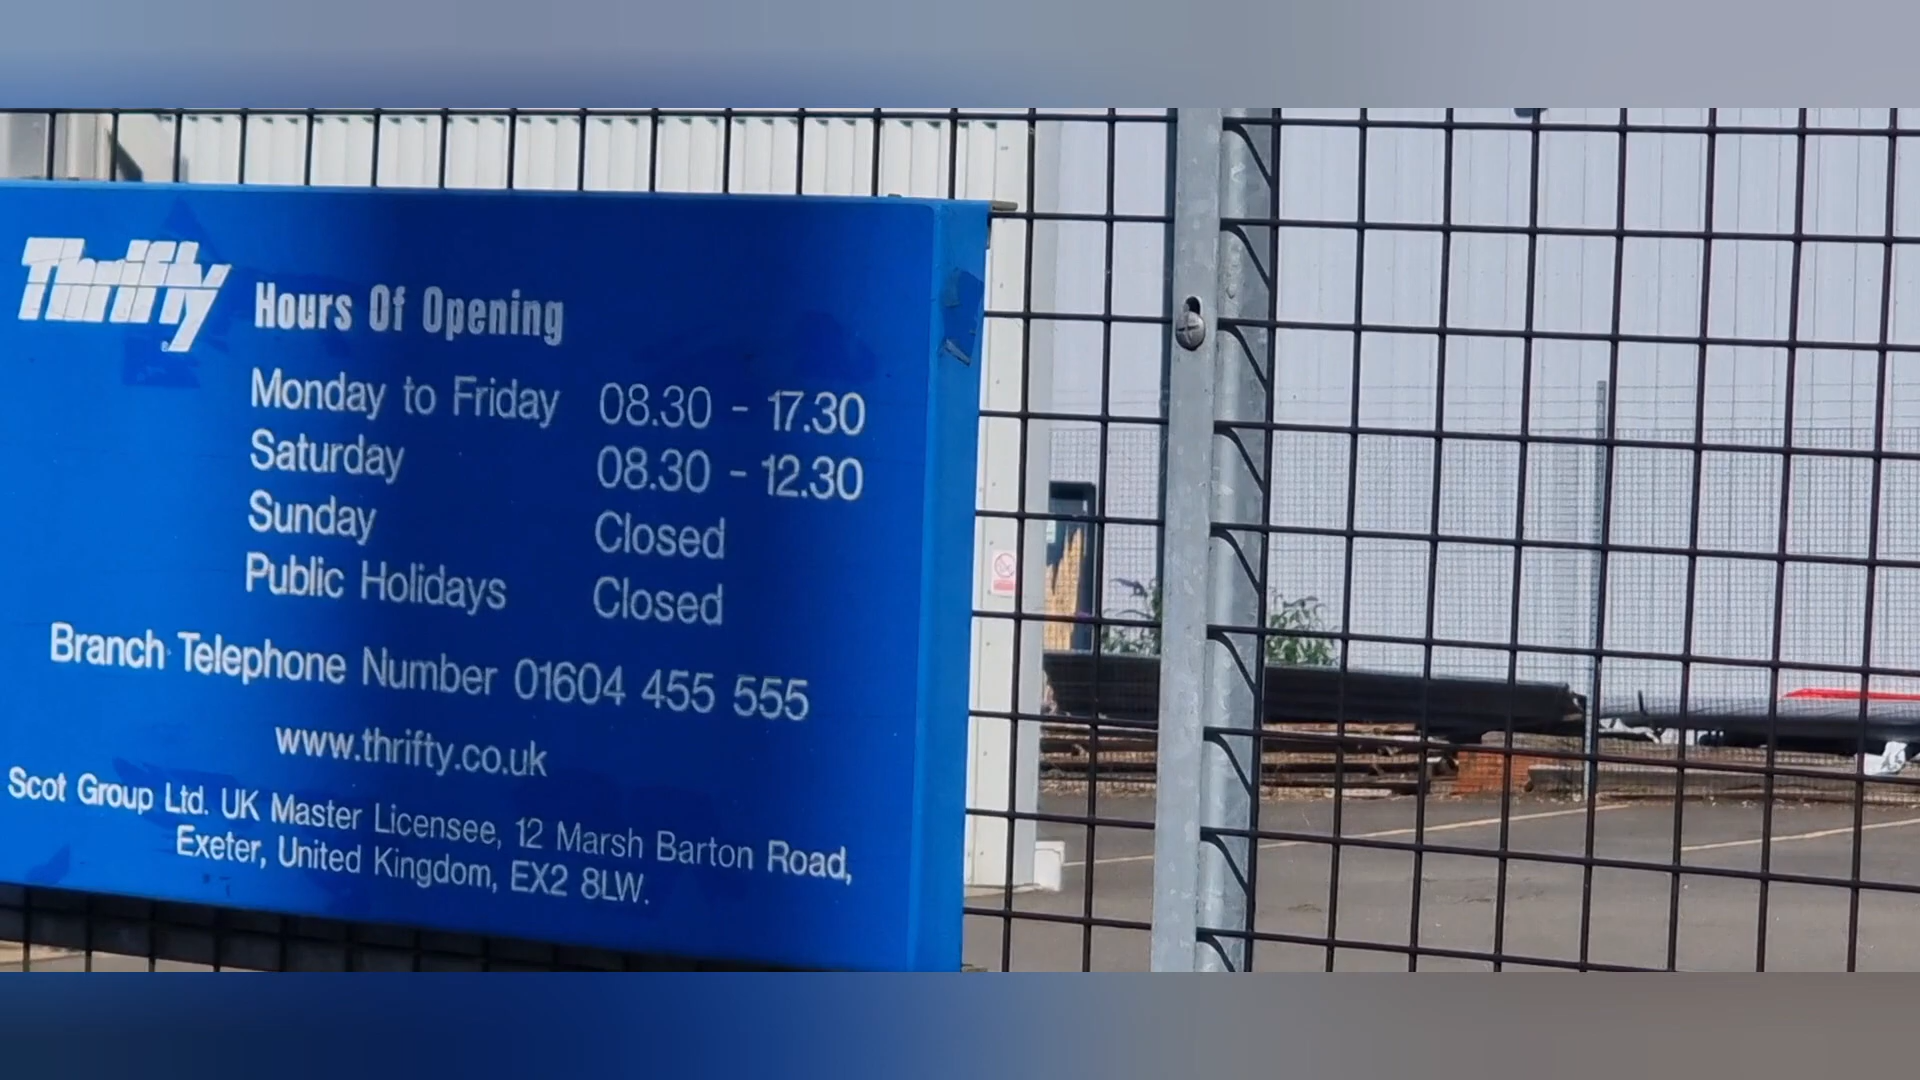 Thrifty
Hours Of Opening
Monday to Friday 08.30 - 17.30
Saturday 08.30 - 12.30
Sunday Closed
Public Holidays Closed
Branch Telephone Number 01604 455 555
www.thrifty.co.uk
Scot Group Ltd. UK Master Licensee, 12 Marsh Barton Road,
Exeter, United Kingdom, EX2 8LW.